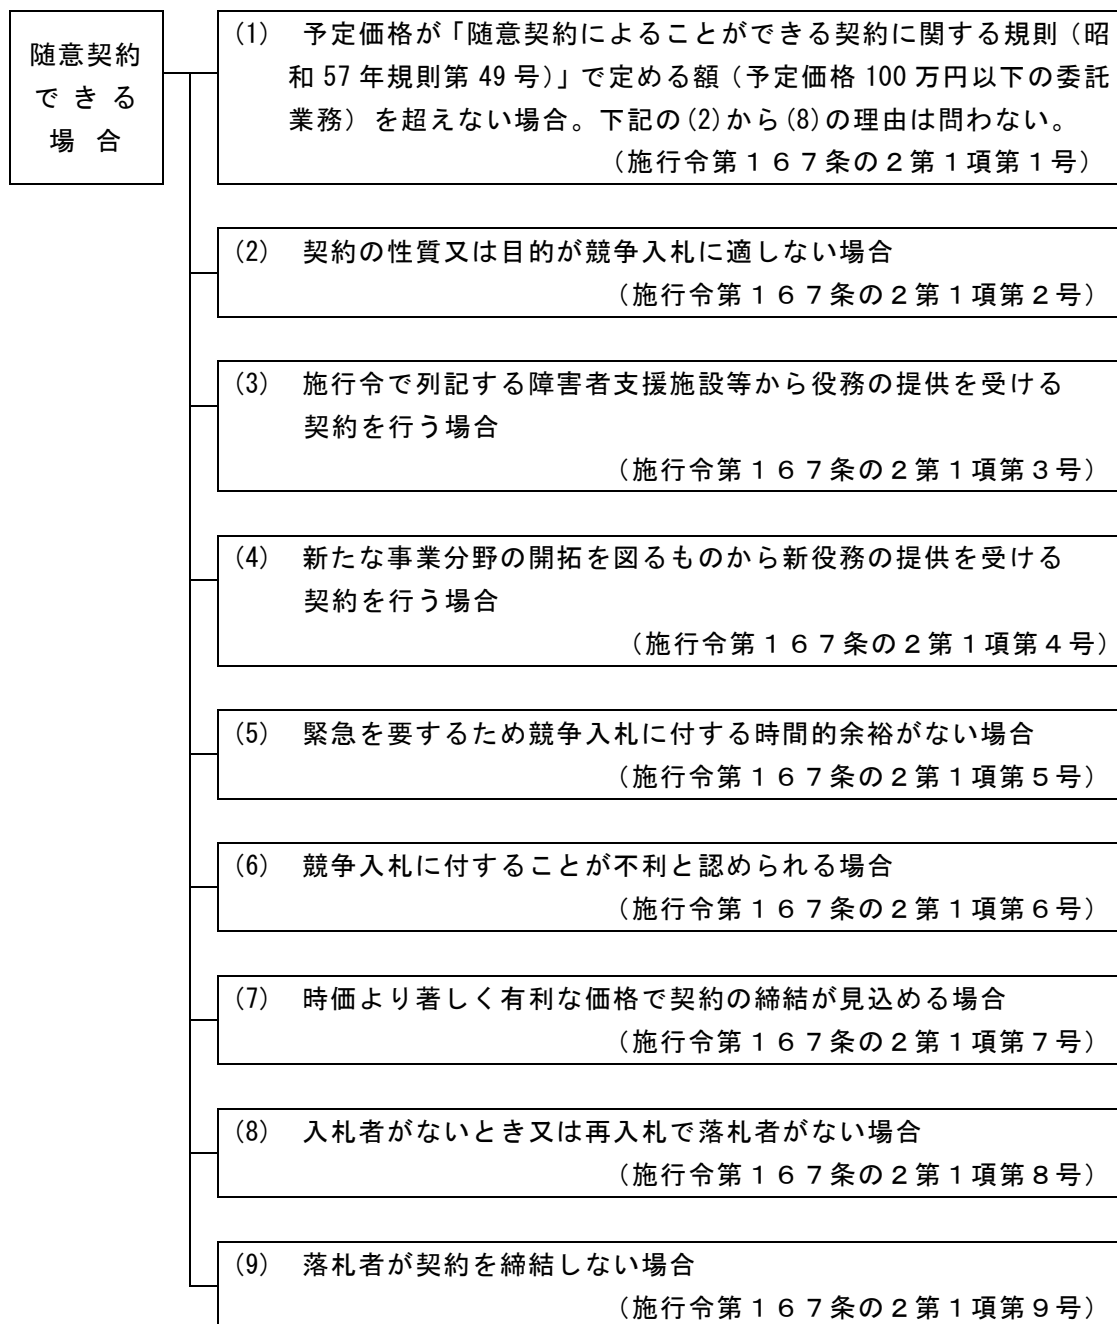 随意契約
できる
場合
(1) 予定価格が「随意契約によることができる契約に関する規則(昭
和57年規則第49号)」で定める額(予定価格100万円以下の委託
業務)を超えない場合。下記の(2)から(8)の理由は問わない。
(施行令第167条の2第1項第1号)
(2) 契約の性質又は目的が競争入札に適しない場合
(施行令第167条の2第1項第2号)
(3) 施行令で列記する障害者支援施設等から役務の提供を受ける
契約を行う場合
(施行令第167条の2第1項第3号)
(4) 新たな事業分野の開拓を図るものから新役務の提供を受ける
契約を行う場合
(施行令第167条の2第1項第4号)
(5) 緊急を要するため競争入札に付する時間的余裕がない場合
(施行令第167条の2第1項第5号)
(6) 競争入札に付することが不利と認められる場合
(施行令第167条の2第1項第6号)
(7) 時価より著しく有利な価格で契約の締結が見込める場合
(施行令第167条の2第1項第7号)
(8) 入札者がないとき又は再入札で落札者がない場合
(施行令第167条の2第1項第8号)
(9) 落札者が契約を締結しない場合
(施行令第167条の2第1項第9号)